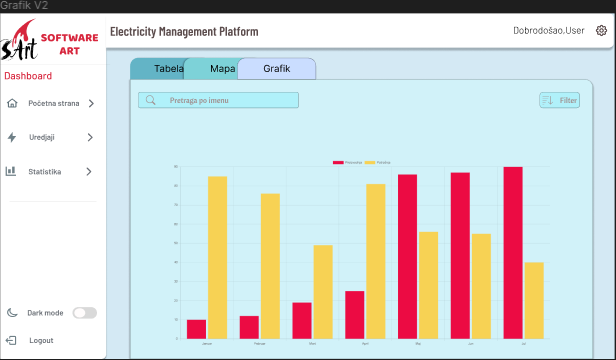 Grafik V2
sArt SOFTWARE
ART
Electricity Management Platform
Dobrodošao,User
Dashboard
Početna strana
Uredjaji
Statistika
Dark mode
Logout
Tabela
Mapa
Grafik
Pretraga po imenu
Filter
90
80
70
60
50
40
30
20
10
0
Januar
Februar
Mart
April
Maj
Jun
Jul